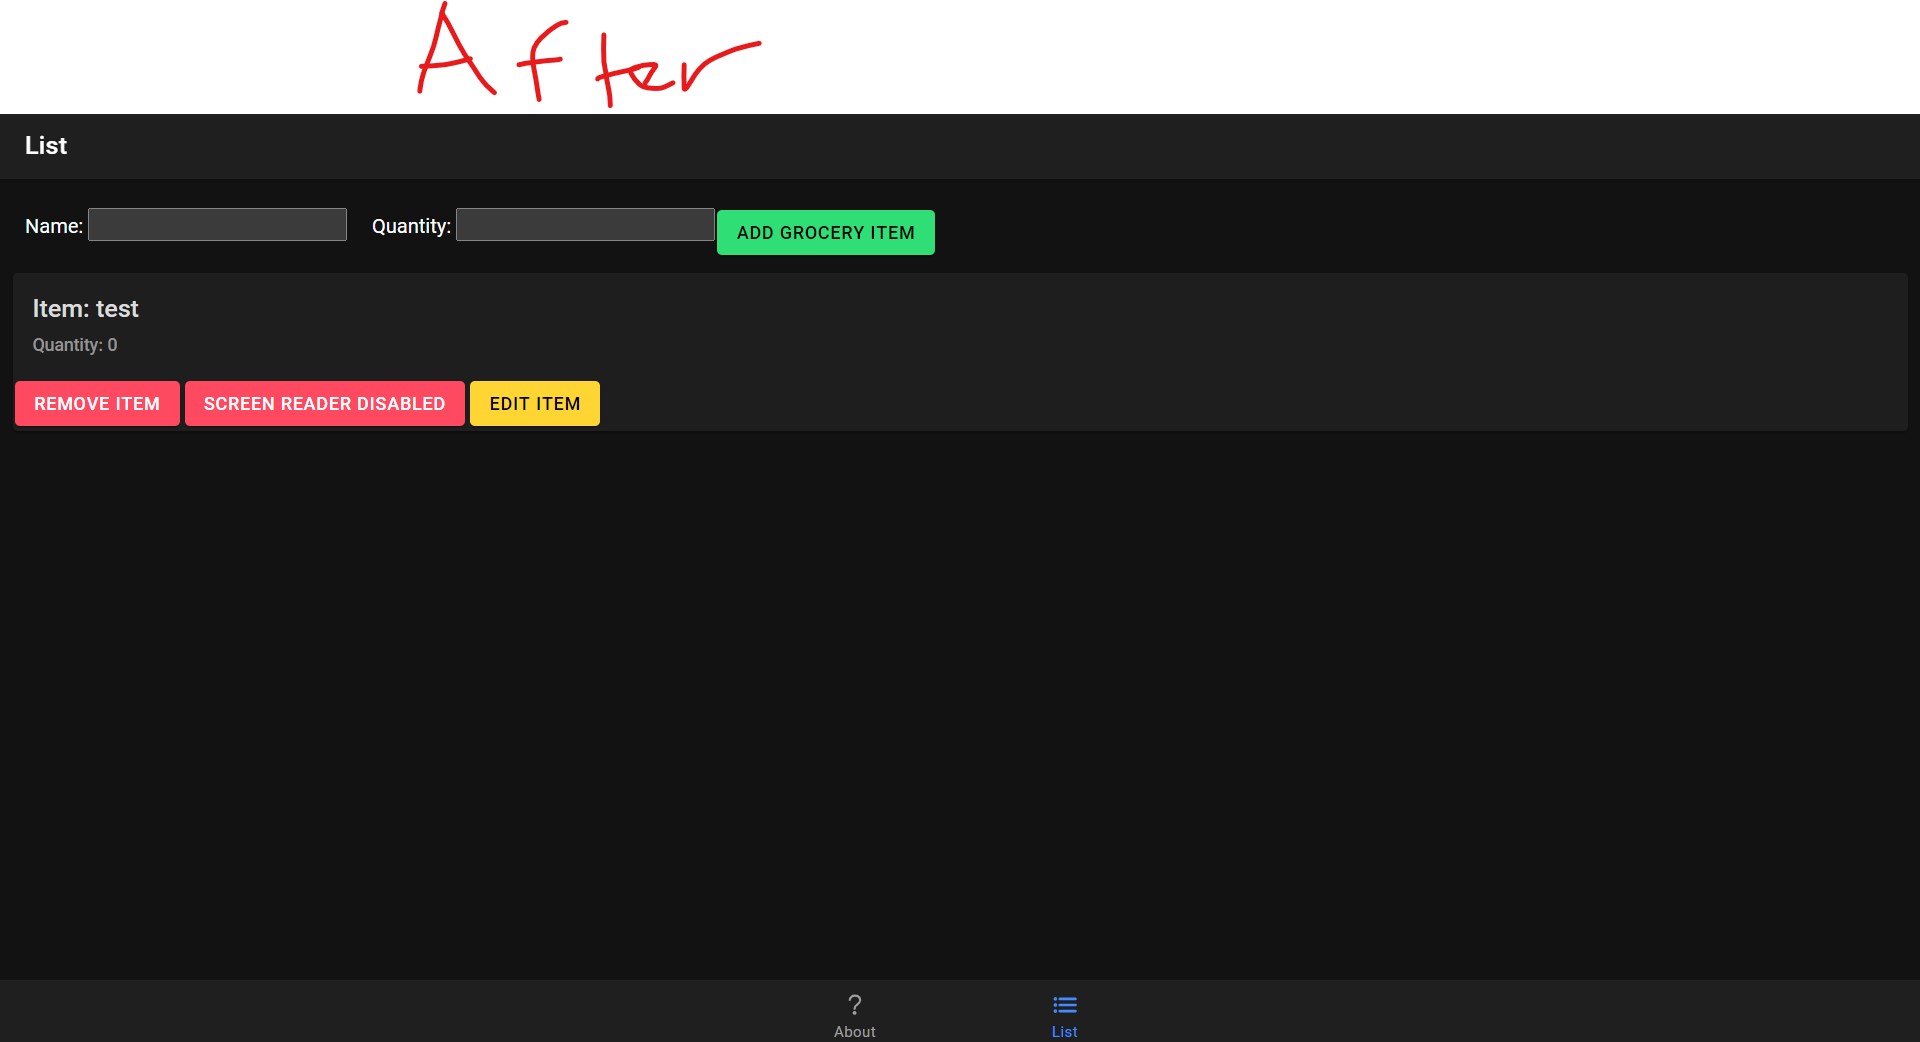 After
List
Name: Quantity: ADD GROCERY ITEM
Item: test
Quantity: 0
REMOVE ITEM SCREEN READER DISABLED EDIT ITEM
? About List